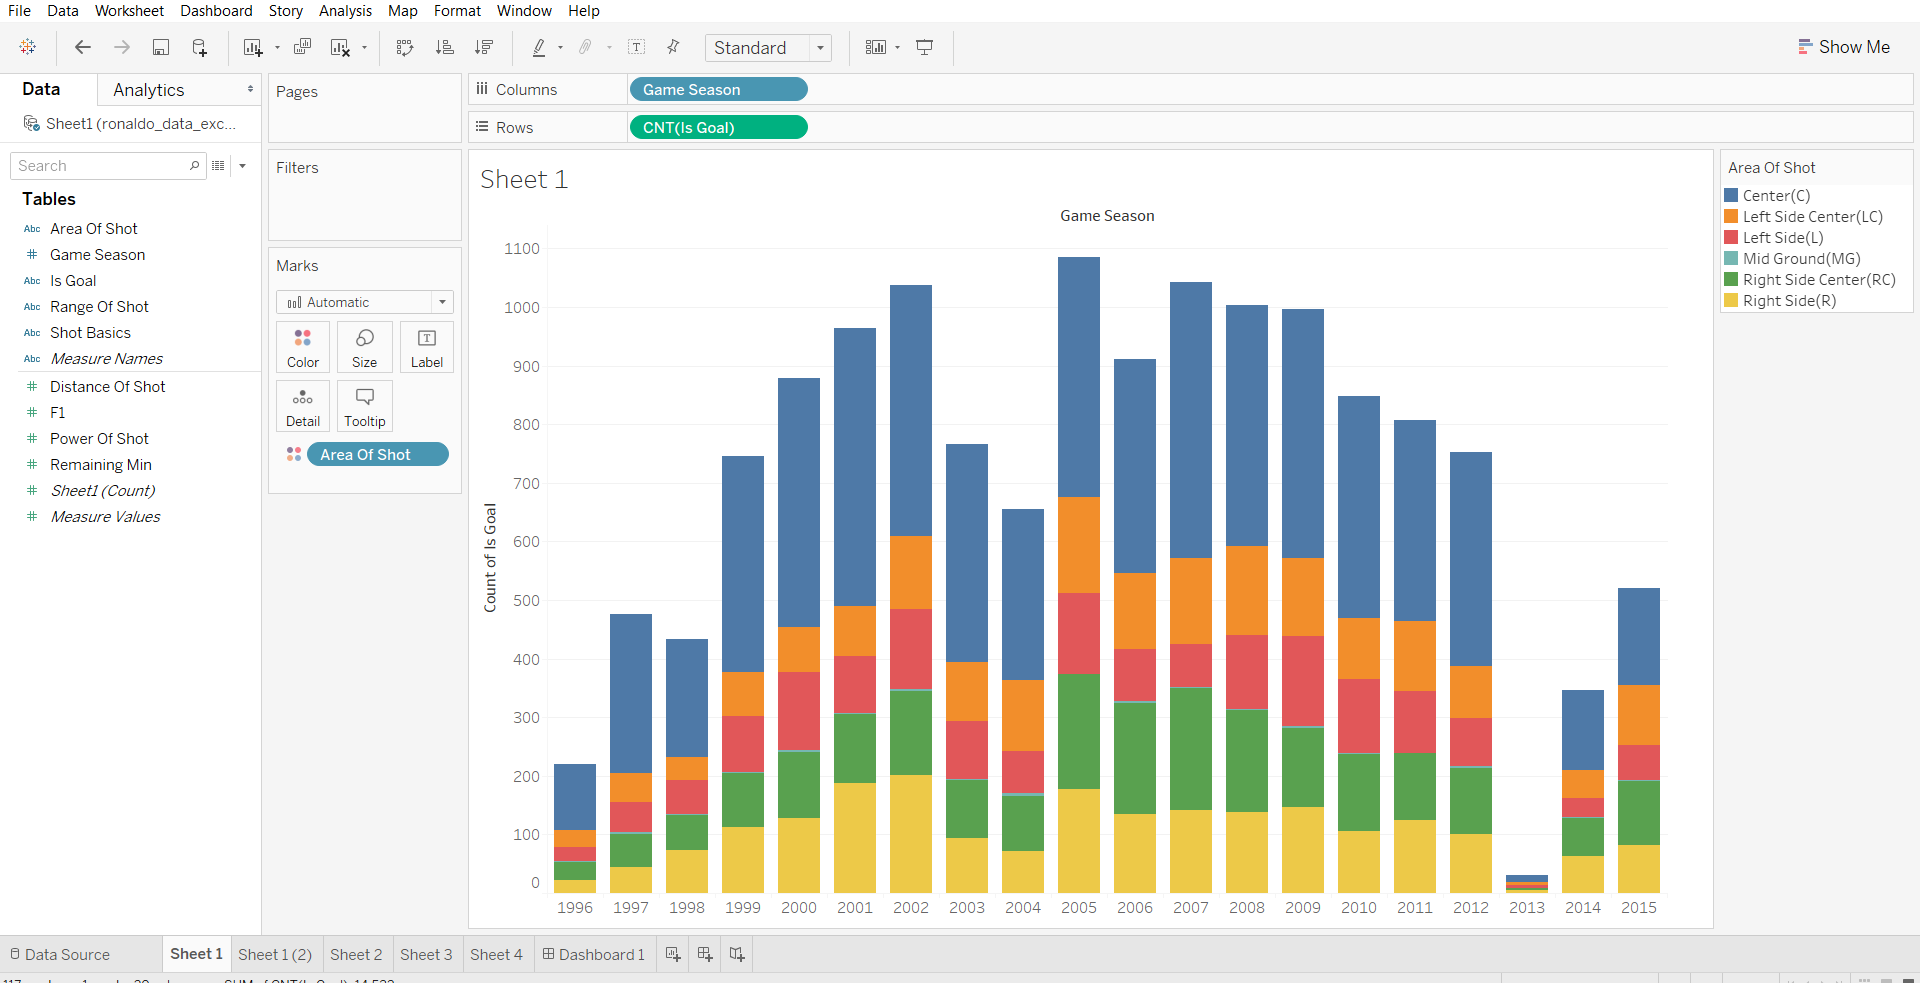 File Data Worksheet Dashboard Story Analysis Map Format Window Help
Standard
Show Me
Data Analytics
Sheet1 (ronaldo_data_exc...
Search
Tables
Abc Area Of Shot
Game Season
Abc Is Goal
Abc Range Of Shot
Abc Shot Basics
Abc Measure Names
Distance Of Shot
F1
Power Of Shot
Remaining Min
Sheet1 (Count)
Measure Values
Pages
Filters
Marks
Automatic
Color Size Label
Detail Tooltip
Area Of Shot
Columns Game Season
Rows CNT(Is Goal)
Sheet 1
Game Season
Count of Is Goal
1100
1000
900
800
700
600
500
400
300
200
100
0
1996 1997 1998 1999 2000 2001 2002 2003 2004 2005 2006 2007 2008 2009 2010 2011 2012 2013 2014 2015
Area Of Shot
Center(C)
Left Side Center(LC)
Left Side(L)
Mid Ground(MG)
Right Side Center(RC)
Right Side(R)
Data Source Sheet 1 Sheet 1 (2) Sheet 2 Sheet 3 Sheet 4 Dashboard 1